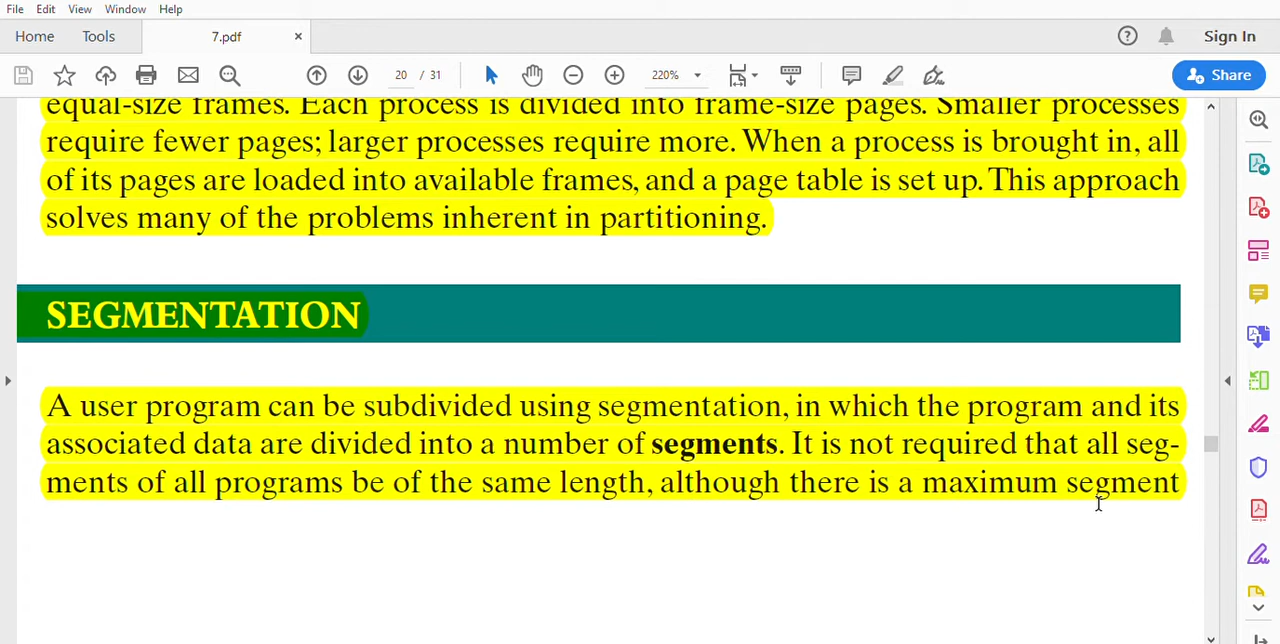 File Edit View Window Help
Home Tools 7.pdf × Sign In
20 / 31 220% Share
equal-size frames. Each process is divided into frame-size pages. Smaller processes
require fewer pages; larger processes require more. When a process is brought in, all
of its pages are loaded into available frames, and a page table is set up. This approach
solves many of the problems inherent in partitioning.
SEGMENTATION
A user program can be subdivided using segmentation, in which the program and its
associated data are divided into a number of segments. It is not required that all seg-
ments of all programs be of the same length, although there is a maximum segment